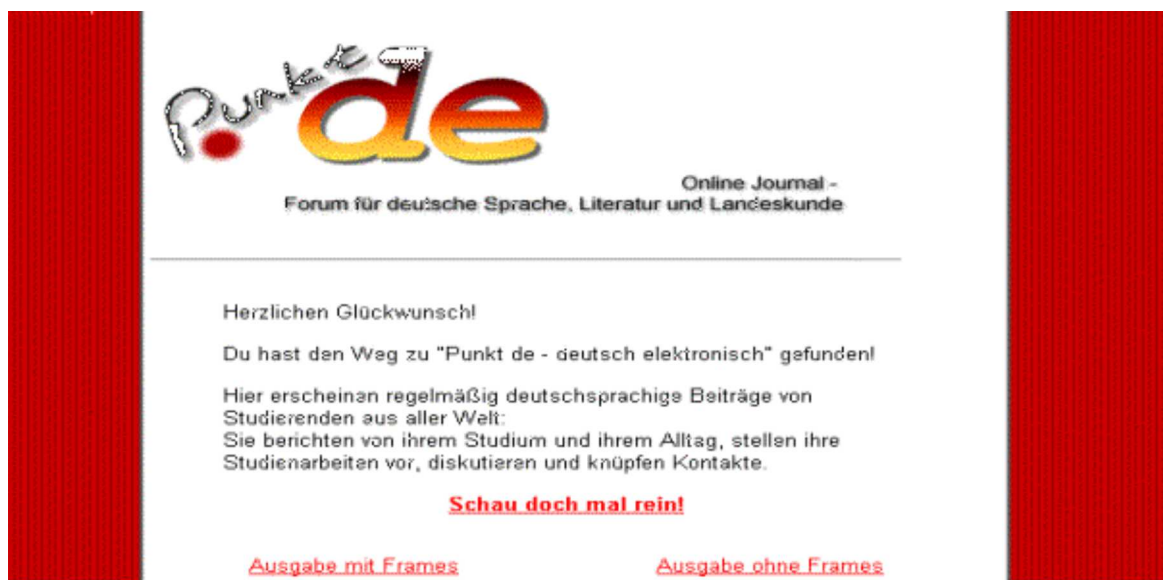 Punkt de
Online Journal -
Forum für deutsche Sprache, Literatur und Landeskunde
Herzlichen Glückwunsch!
Du hast den Weg zu "Punkt de - deutsch elektronisch" gefunden!
Hier erscheinen regelmäßig deutschsprachige Beiträge von
Studierenden aus aller Welt:
Sie berichten von ihrem Studium und ihrem Alltag, stellen ihre
Studienarbeiten vor, diskutieren und knüpfen Kontakte.
Schau doch mal rein!
Ausgabe mit Frames Ausgabe ohne Frames